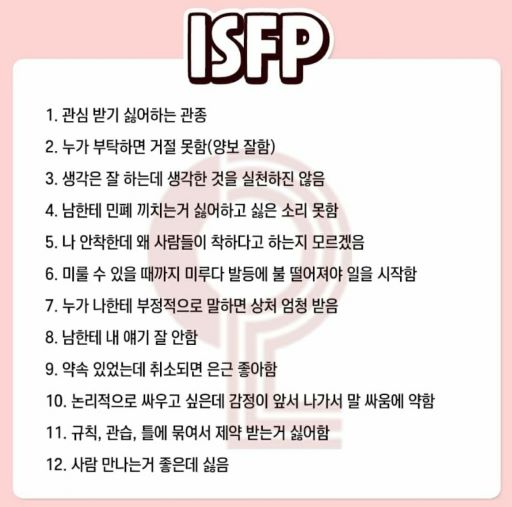 ISFP
1. 관심 받기 싫어하는 관종
2. 누가 부탁하면 거절 못함(양보 잘함)
3. 생각은 잘 하는데 생각한 것을 실천하진 않음
4. 남한테 민폐 끼치는거 싫어하고 싫은 소리 못함
5. 나 안착한데 왜 사람들이 착하다고 하는지 모르겠음
6. 미룰 수 있을 때까지 미루다 발등에 불 떨어져야 일을 시작함
7. 누가 나한테 부정적으로 말하면 상처 엄청 받음
8. 남한테 내 얘기 잘 안함
9. 약속 있었는데 취소되면 은근 좋아함
10. 논리적으로 싸우고 싶은데 감정이 앞서 나가서 말 싸움에 약함
11. 규칙, 관습, 틀에 묶여서 제약 받는거 싫어함
12. 사람 만나는거 좋은데 싫음